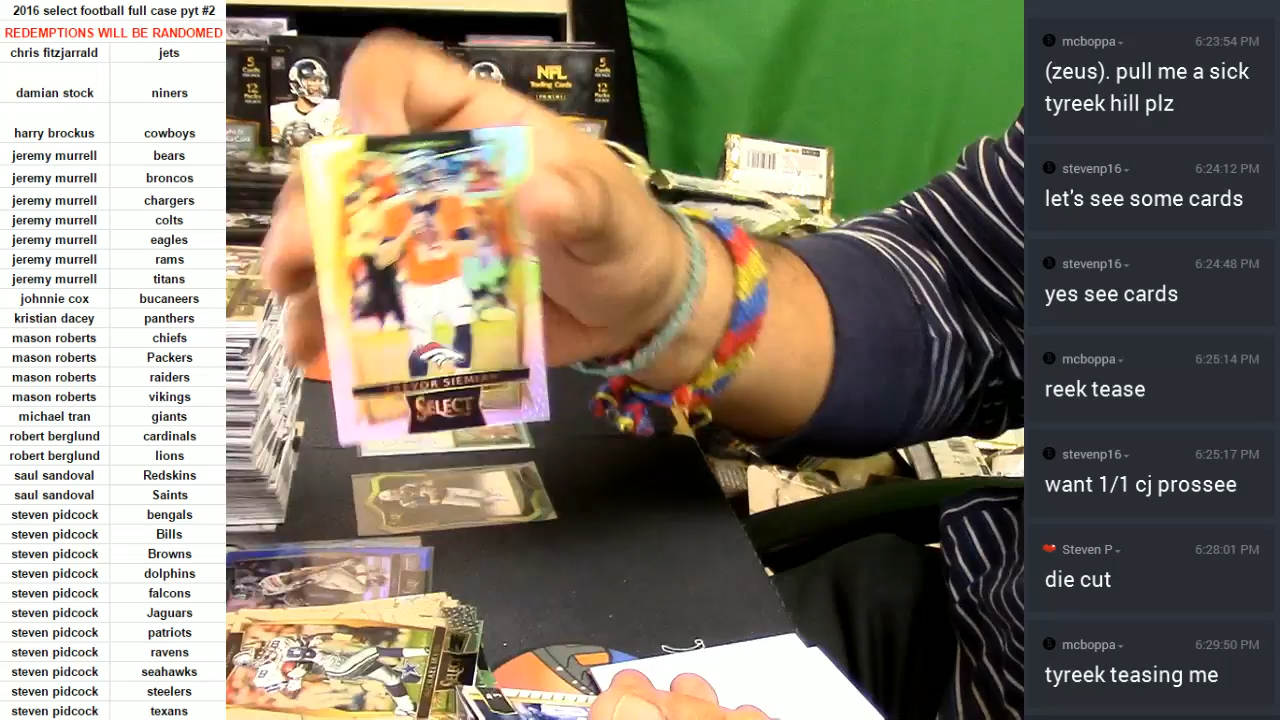 2016 select football full case pyt #2
REDEMPTIONS WILL BE RANDOMED
chris fitzjarrald jets
damian stock niners
harry brockus cowboys
jeremy murrell bears
jeremy murrell broncos
jeremy murrell chargers
jeremy murrell colts
jeremy murrell eagles
jeremy murrell rams
jeremy murrell titans
johnnie cox bucaneers
kristian dacey panthers
mason roberts chiefs
mason roberts Packers
mason roberts raiders
mason roberts vikings
michael tran giants
robert berglund cardinals
robert berglund lions
saul sandoval Redskins
saul sandoval Saints
steven pidcock bengals
steven pidcock Bills
steven pidcock Browns
steven pidcock dolphins
steven pidcock falcons
steven pidcock Jaguars
steven pidcock patriots
steven pidcock ravens
steven pidcock seahawks
steven pidcock steelers
steven pidcock texans
5
12
NFL
Trading Cards
5
12
TREVOR SIEMIAN
SELECT
SELECT
mcboppa 6:23:54 PM
(zeus). pull me a sick
tyreek hill plz
stevenp16 6:24:12 PM
let's see some cards
stevenp16 6:24:48 PM
yes see cards
mcboppa 6:25:14 PM
reek tease
stevenp16 6:25:17 PM
want 1/1 cj prossee
Steven P 6:28:01 PM
die cut
mcboppa 6:29:50 PM
tyreek teasing me